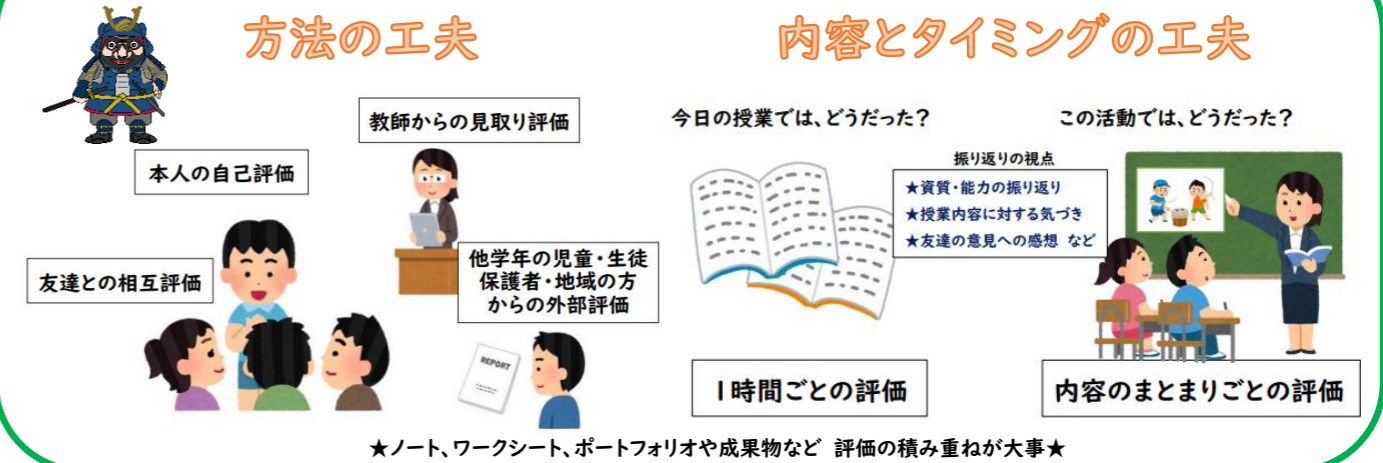 方法の工夫
教師からの見取り評価
本人の自己評価
友達との相互評価
他学年の児童・生徒
保護者・地域の方
からの外部評価
REPORT
内容とタイミングの工夫
今日の授業では、どうだった?
この活動では、どうだった?
振り返りの視点
★資質・能力の振り返り
★授業内容に対する気づき
★友達の意見への感想 など
1時間ごとの評価
内容のまとまりごとの評価
★ノート、ワークシート、ポートフォリオや成果物など 評価の積み重ねが大事★